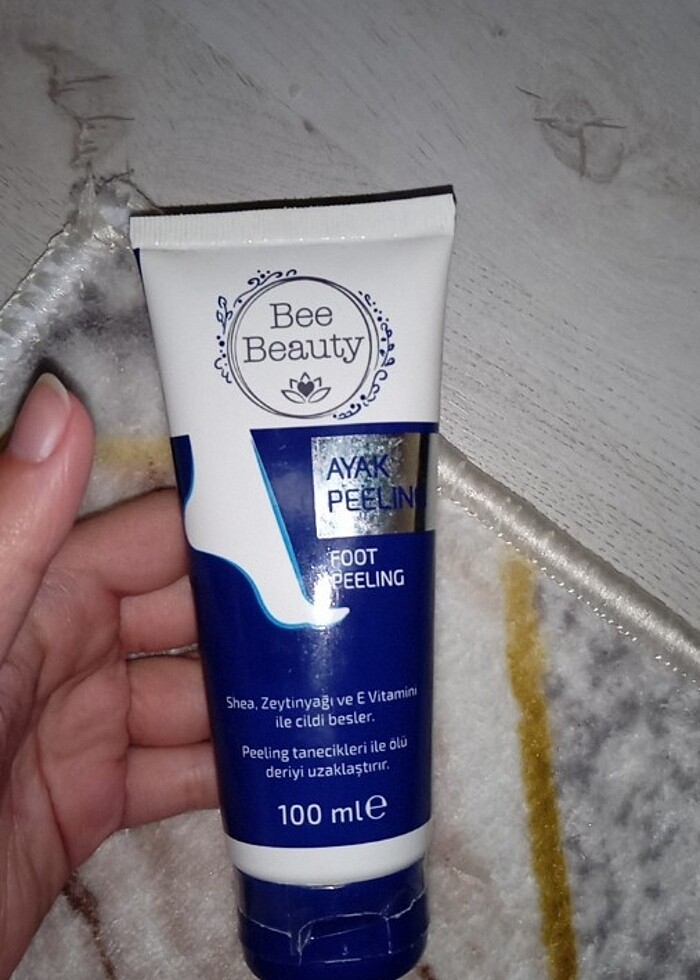 Bee
Beauty
AYAK
PEELING
FOOT
PEELING
Shea, Zeytinyağı ve E Vitamini
ile cildi besler.
Peeling tanecikleri ile ölü
deriyi uzaklaştırır.
100 ml℮